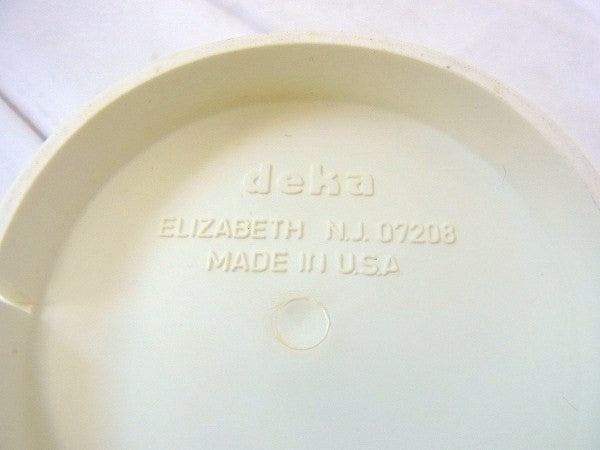 deka
ELIZABETH N.J. 07208
MADE IN U.S.A